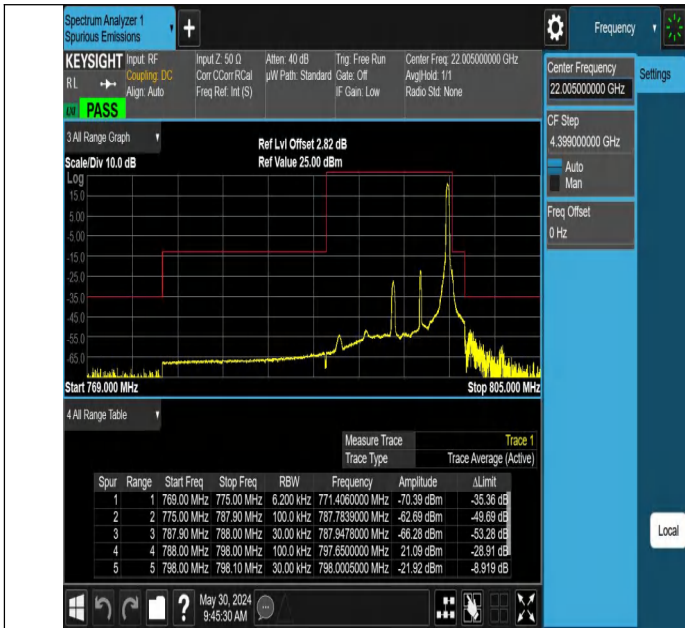 Spectrum Analyzer 1
Spurious Emissions
Frequency
KEYSIGHT
Input: RF
Coupling: DC
Align: Auto
Input Z: 50 Ω
Corr CCorr RCal
Freq Ref: Int (S)
Atten: 40 dB
µW Path: Standard
Trig: Free Run
Gate: Off
IF Gain: Low
Center Freq: 22.005000000 GHz
Avg|Hold: 1/1
Radio Std: None
RL
PASS
Center Frequency
22.005000000 GHz
Settings
CF Step
4.399000000 GHz
Auto
Man
Freq Offset
0 Hz
3 All Range Graph
Ref Lvl Offset 2.82 dB
Scale/Div 10.0 dB
Ref Value 25.00 dBm
Log
15.0
5.00
-5.00
-15.0
-25.0
-35.0
-45.0
-55.0
-65.0
Start 769.000 MHz
Stop 805.000 MHz
4 All Range Table
Measure Trace Trace 1
Trace Type Trace Average (Active)
Spur Range Start Freq Stop Freq RBW Frequency Amplitude ΔLimit
1 1 769.00 MHz 775.00 MHz 6.200 kHz 771.4060000 MHz -70.39 dBm -35.36 dB
2 2 775.00 MHz 787.90 MHz 100.0 kHz 787.7839000 MHz -62.69 dBm -49.69 dB
3 3 787.90 MHz 788.00 MHz 30.00 kHz 787.9478000 MHz -66.28 dBm -53.28 dB
4 4 788.00 MHz 798.00 MHz 100.0 kHz 797.6500000 MHz 21.09 dBm -28.91 dB
5 5 798.00 MHz 798.10 MHz 30.00 kHz 798.0005000 MHz -21.92 dBm -8.919 dB
Local
May 30, 2024
9:45:30 AM